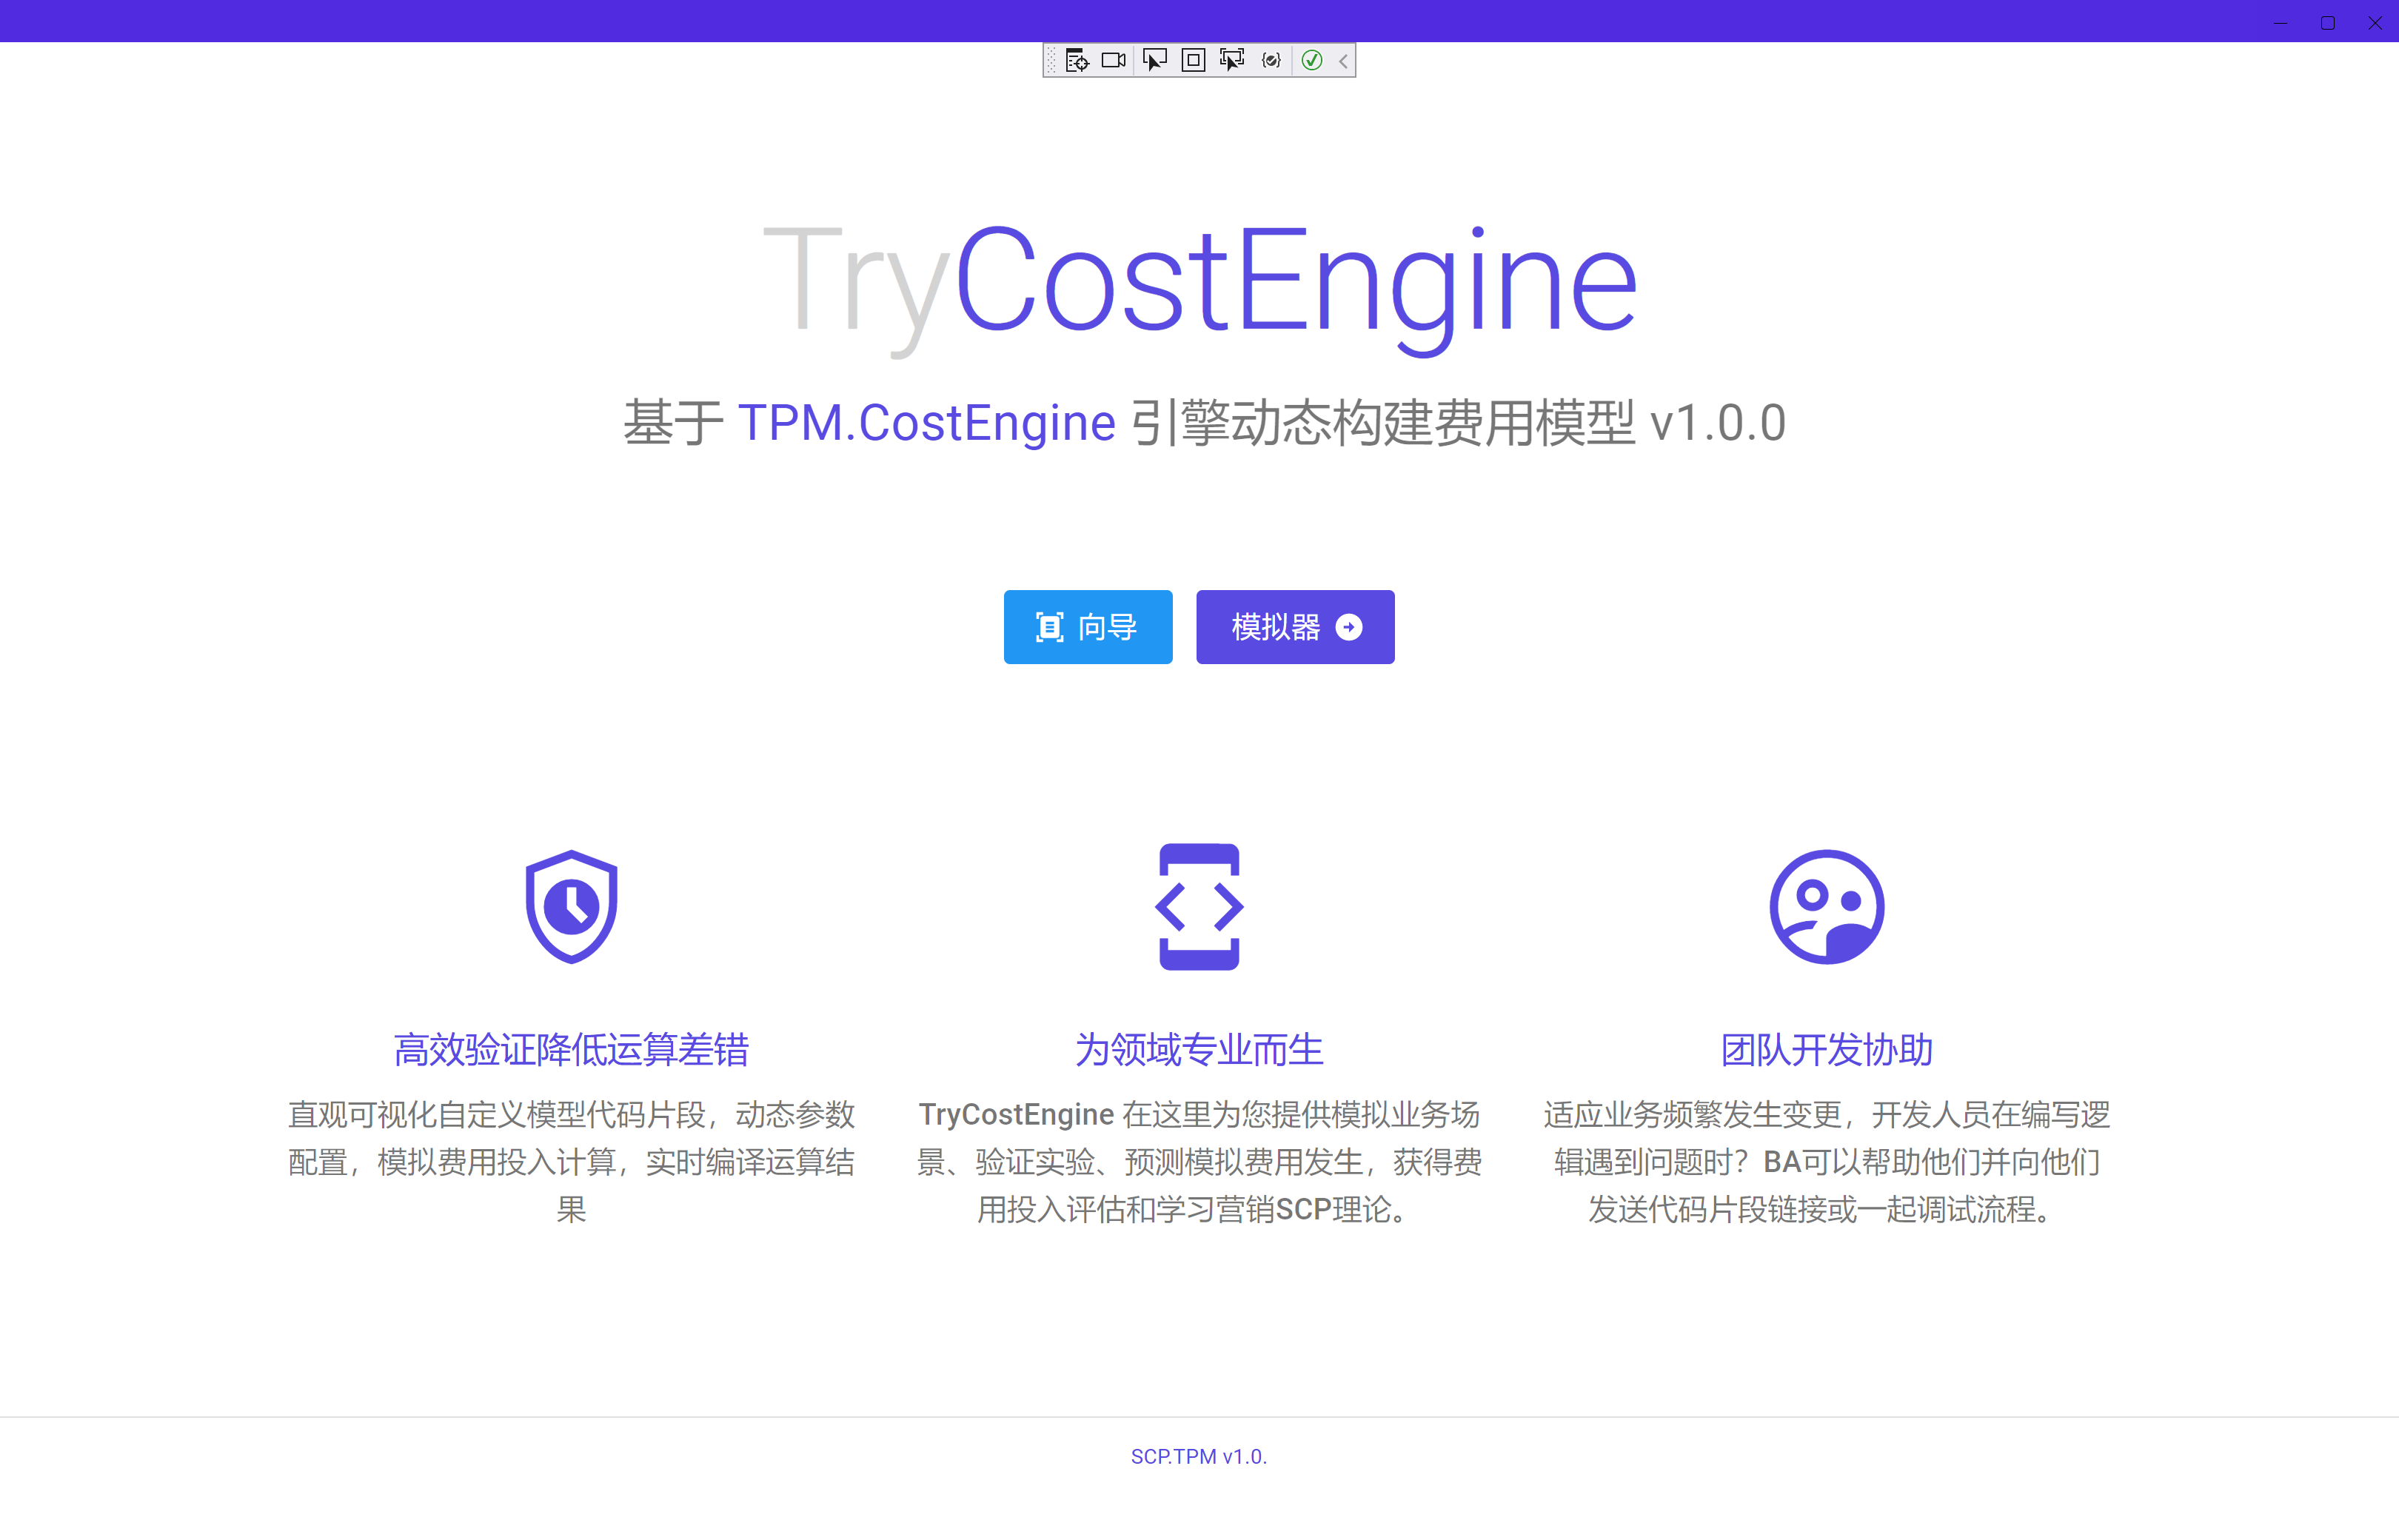 TryCostEngine
基于 TPM.CostEngine 引擎动态构建费用模型 v1.0.0
向导
模拟器
高效验证降低运算差错
直观可视化自定义模型代码片段，动态参数
配置，模拟费用投入计算，实时编译运算结
果
为领域专业而生
TryCostEngine 在这里为您提供模拟业务场
景、验证实验、预测模拟费用发生，获得费
用投入评估和学习营销SCP理论。
团队开发协助
适应业务频繁发生变更，开发人员在编写逻
辑遇到问题时？BA可以帮助他们并向他们
发送代码片段链接或一起调试流程。
SCP.TPM v1.0.